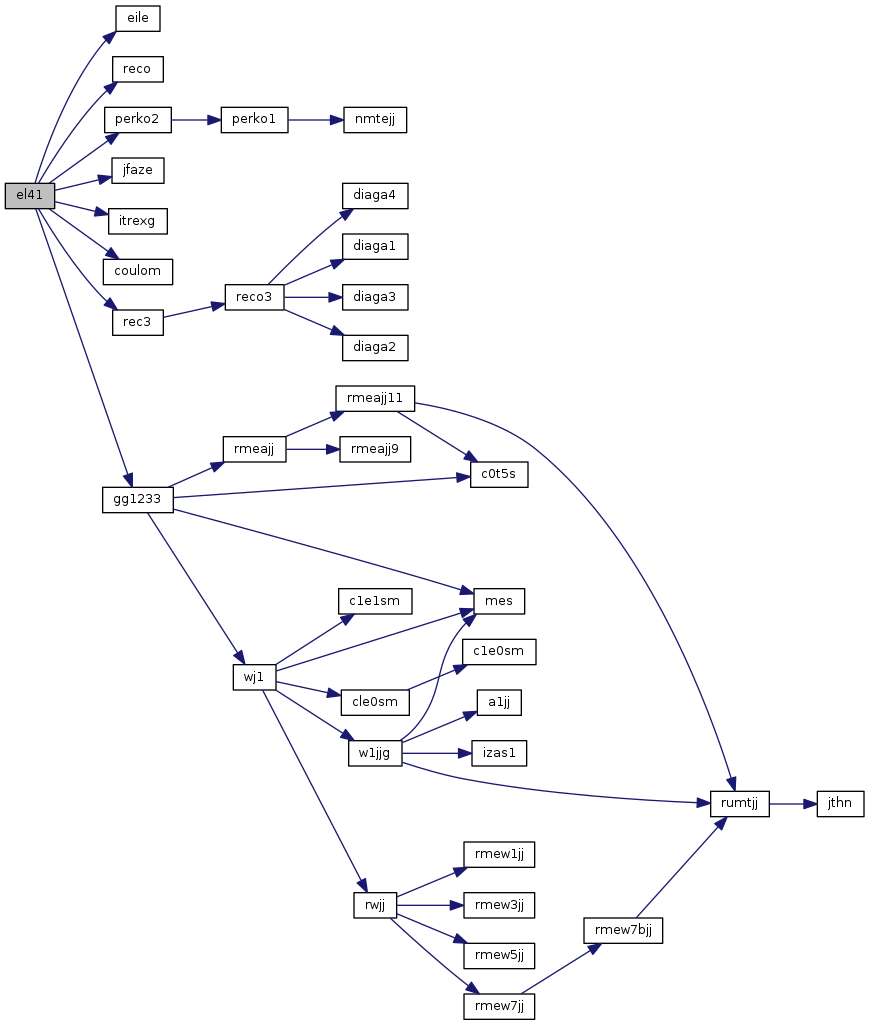 eile
reco
perko2
perko1
nmtejj
jfaze
el41
diaga4
itrexg
diaga1
coulom
reco3
diaga3
rec3
diaga2
rmeajj11
rmeajj
rmeajj9
c0t5s
gg1233
c1e1sm
mes
c1e0sm
wj1
cle0sm
a1jj
w1jjg
izas1
rumtjj
jthn
rmew1jj
rwjj
rmew3jj
rmew7bjj
rmew5jj
rmew7jj